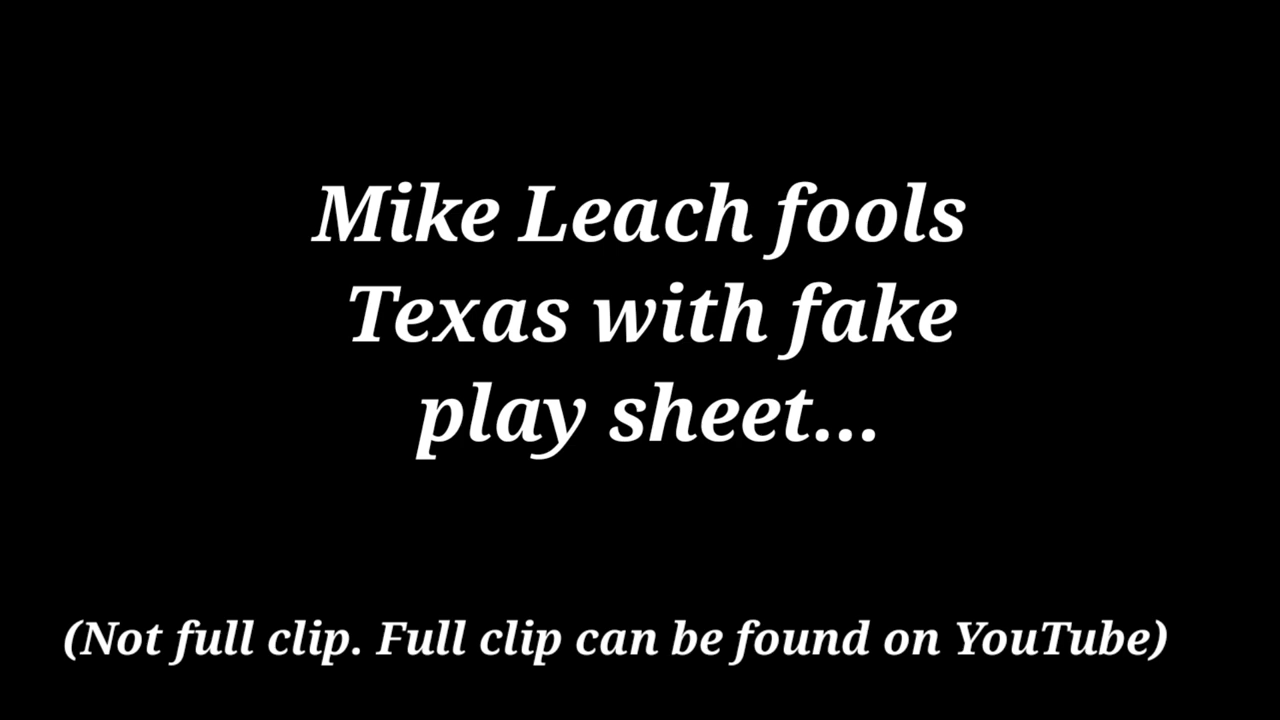 Mike Leach fools
Texas with fake
play sheet...
(Not full clip. Full clip can be found on YouTube)